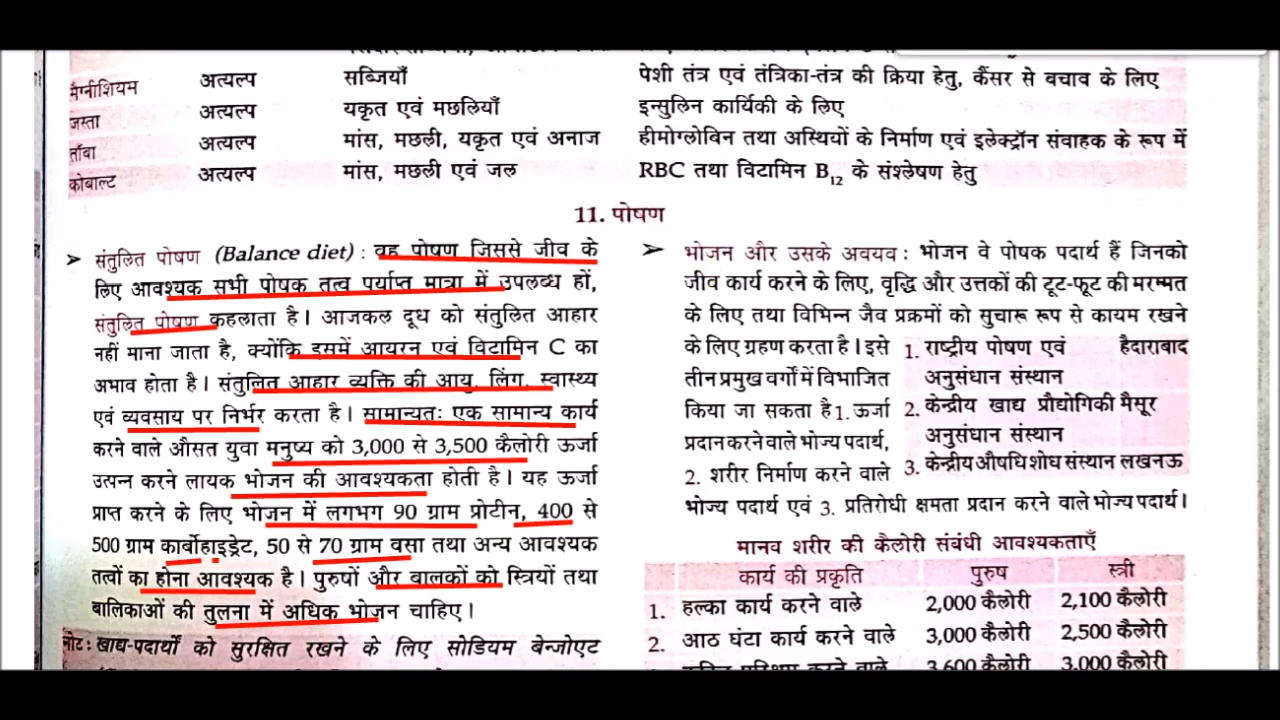 मैग्नीशियम अत्यल्प सब्जियाँ पेशी तंत्र एवं तंत्रिका-तंत्र की क्रिया हेतु, कैंसर से बचाव के लिए
जस्ता अत्यल्प यकृत एवं मछलियाँ इन्सुलिन कार्यिकी के लिए
ताँबा अत्यल्प मांस, मछली, यकृत एवं अनाज हीमोग्लोविन तथा अस्थियों के निर्माण एवं इलेक्ट्रॉन संवाहक के रूप में
कोबाल्ट अत्यल्प मांस, मछली एवं जल RBC तथा विटामिन B12 के संश्लेषण हेतु
11. पोषण
➤ संतुलित पोषण (Balance diet) : वह पोषण जिससे जीव के
लिए आवश्यक सभी पोषक तत्व पर्याप्त मात्रा में उपलब्ध हों,
संतुलित पोषण कहलाता है। आजकल दूध को संतुलित आहार
नहीं माना जाता है, क्योंकि इसमें आयरन एवं विटामिन C का
अभाव होता है। संतुलित आहार व्यक्ति की आयु, लिंग, स्वास्थ्य
एवं व्यवसाय पर निर्भर करता है। सामान्यतः एक सामान्य कार्य
करने वाले औसत युवा मनुष्य को 3,000 से 3,500 कैलोरी ऊर्जा
उत्पन्न करने लायक भोजन की आवश्यकता होती है। यह ऊर्जा
प्राप्त करने के लिए भोजन में लगभग 90 ग्राम प्रोटीन, 400 से
500 ग्राम कार्बोहाइड्रेट, 50 से 70 ग्राम वसा तथा अन्य आवश्यक
तत्वों का होना आवश्यक है। पुरुषों और बालकों को स्त्रियों तथा
बालिकाओं की तुलना में अधिक भोजन चाहिए।
नोट: खाद्य-पदार्थों को सुरक्षित रखने के लिए सोडियम बेन्जोएट
➤ भोजन और उसके अवयव : भोजन वे पोषक पदार्थ हैं जिनको
जीव कार्य करने के लिए, वृद्धि और उत्तकों की टूट-फूट की मरम्मत
के लिए तथा विभिन्न जैव प्रक्रमों को सुचारू रूप से कायम रखने
के लिए ग्रहण करता है। इसे
तीन प्रमुख वर्गों में विभाजित
किया जा सकता है 1. ऊर्जा
प्रदान करने वाले भोज्य पदार्थ,
2. शरीर निर्माण करने वाले
भोज्य पदार्थ एवं 3. प्रतिरोधी क्षमता प्रदान करने वाले भोज्य पदार्थ।
1. राष्ट्रीय पोषण एवं हैदाराबाद
अनुसंधान संस्थान
2. केन्द्रीय खाद्य प्रौद्योगिकी मैसूर
अनुसंधान संस्थान
3. केन्द्रीय औषधि शोध संस्थान लखनऊ
मानव शरीर की कैलोरी संबंधी आवश्यकताएँ
कार्य की प्रकृति पुरुष स्त्री
1. हल्का कार्य करने वाले 2,000 कैलोरी 2,100 कैलोरी
2. आठ घंटा कार्य करने वाले 3,000 कैलोरी 2,500 कैलोरी
3,600 कैलोरी 3,000 कैलोरी